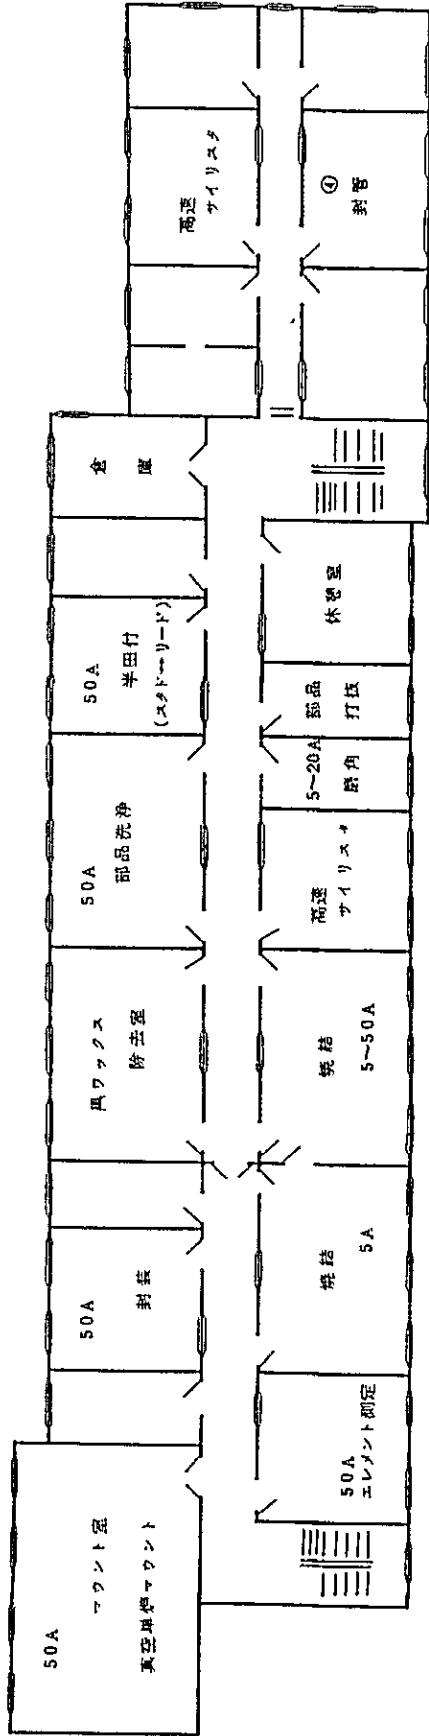 50A
マウント室
真空単炉マウント
50A
封装
黒ワックス
除去室
50A
部品洗浄
50A
半田付
(スタドーリード)
倉庫
高速
サイリスタ
50A
エレメント測定
焼結
5A
焼結
5〜50A
高速
サイリスタ
5〜20A
磨角
部品
打抜
休憩室
④
封管